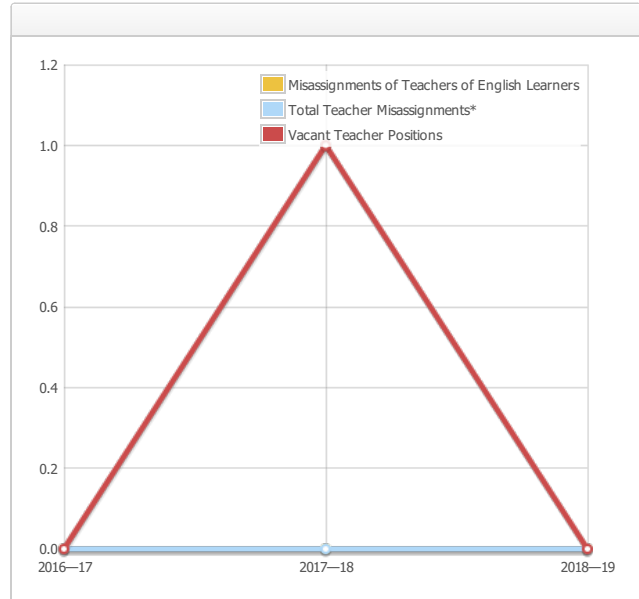 1.2
Misassignments of Teachers of English Learners
Total Teacher Misassignments*
Vacant Teacher Positions
1.0
0.8
0.6
0.4
0.2
0.0
2016—17 2017—18 2018—19